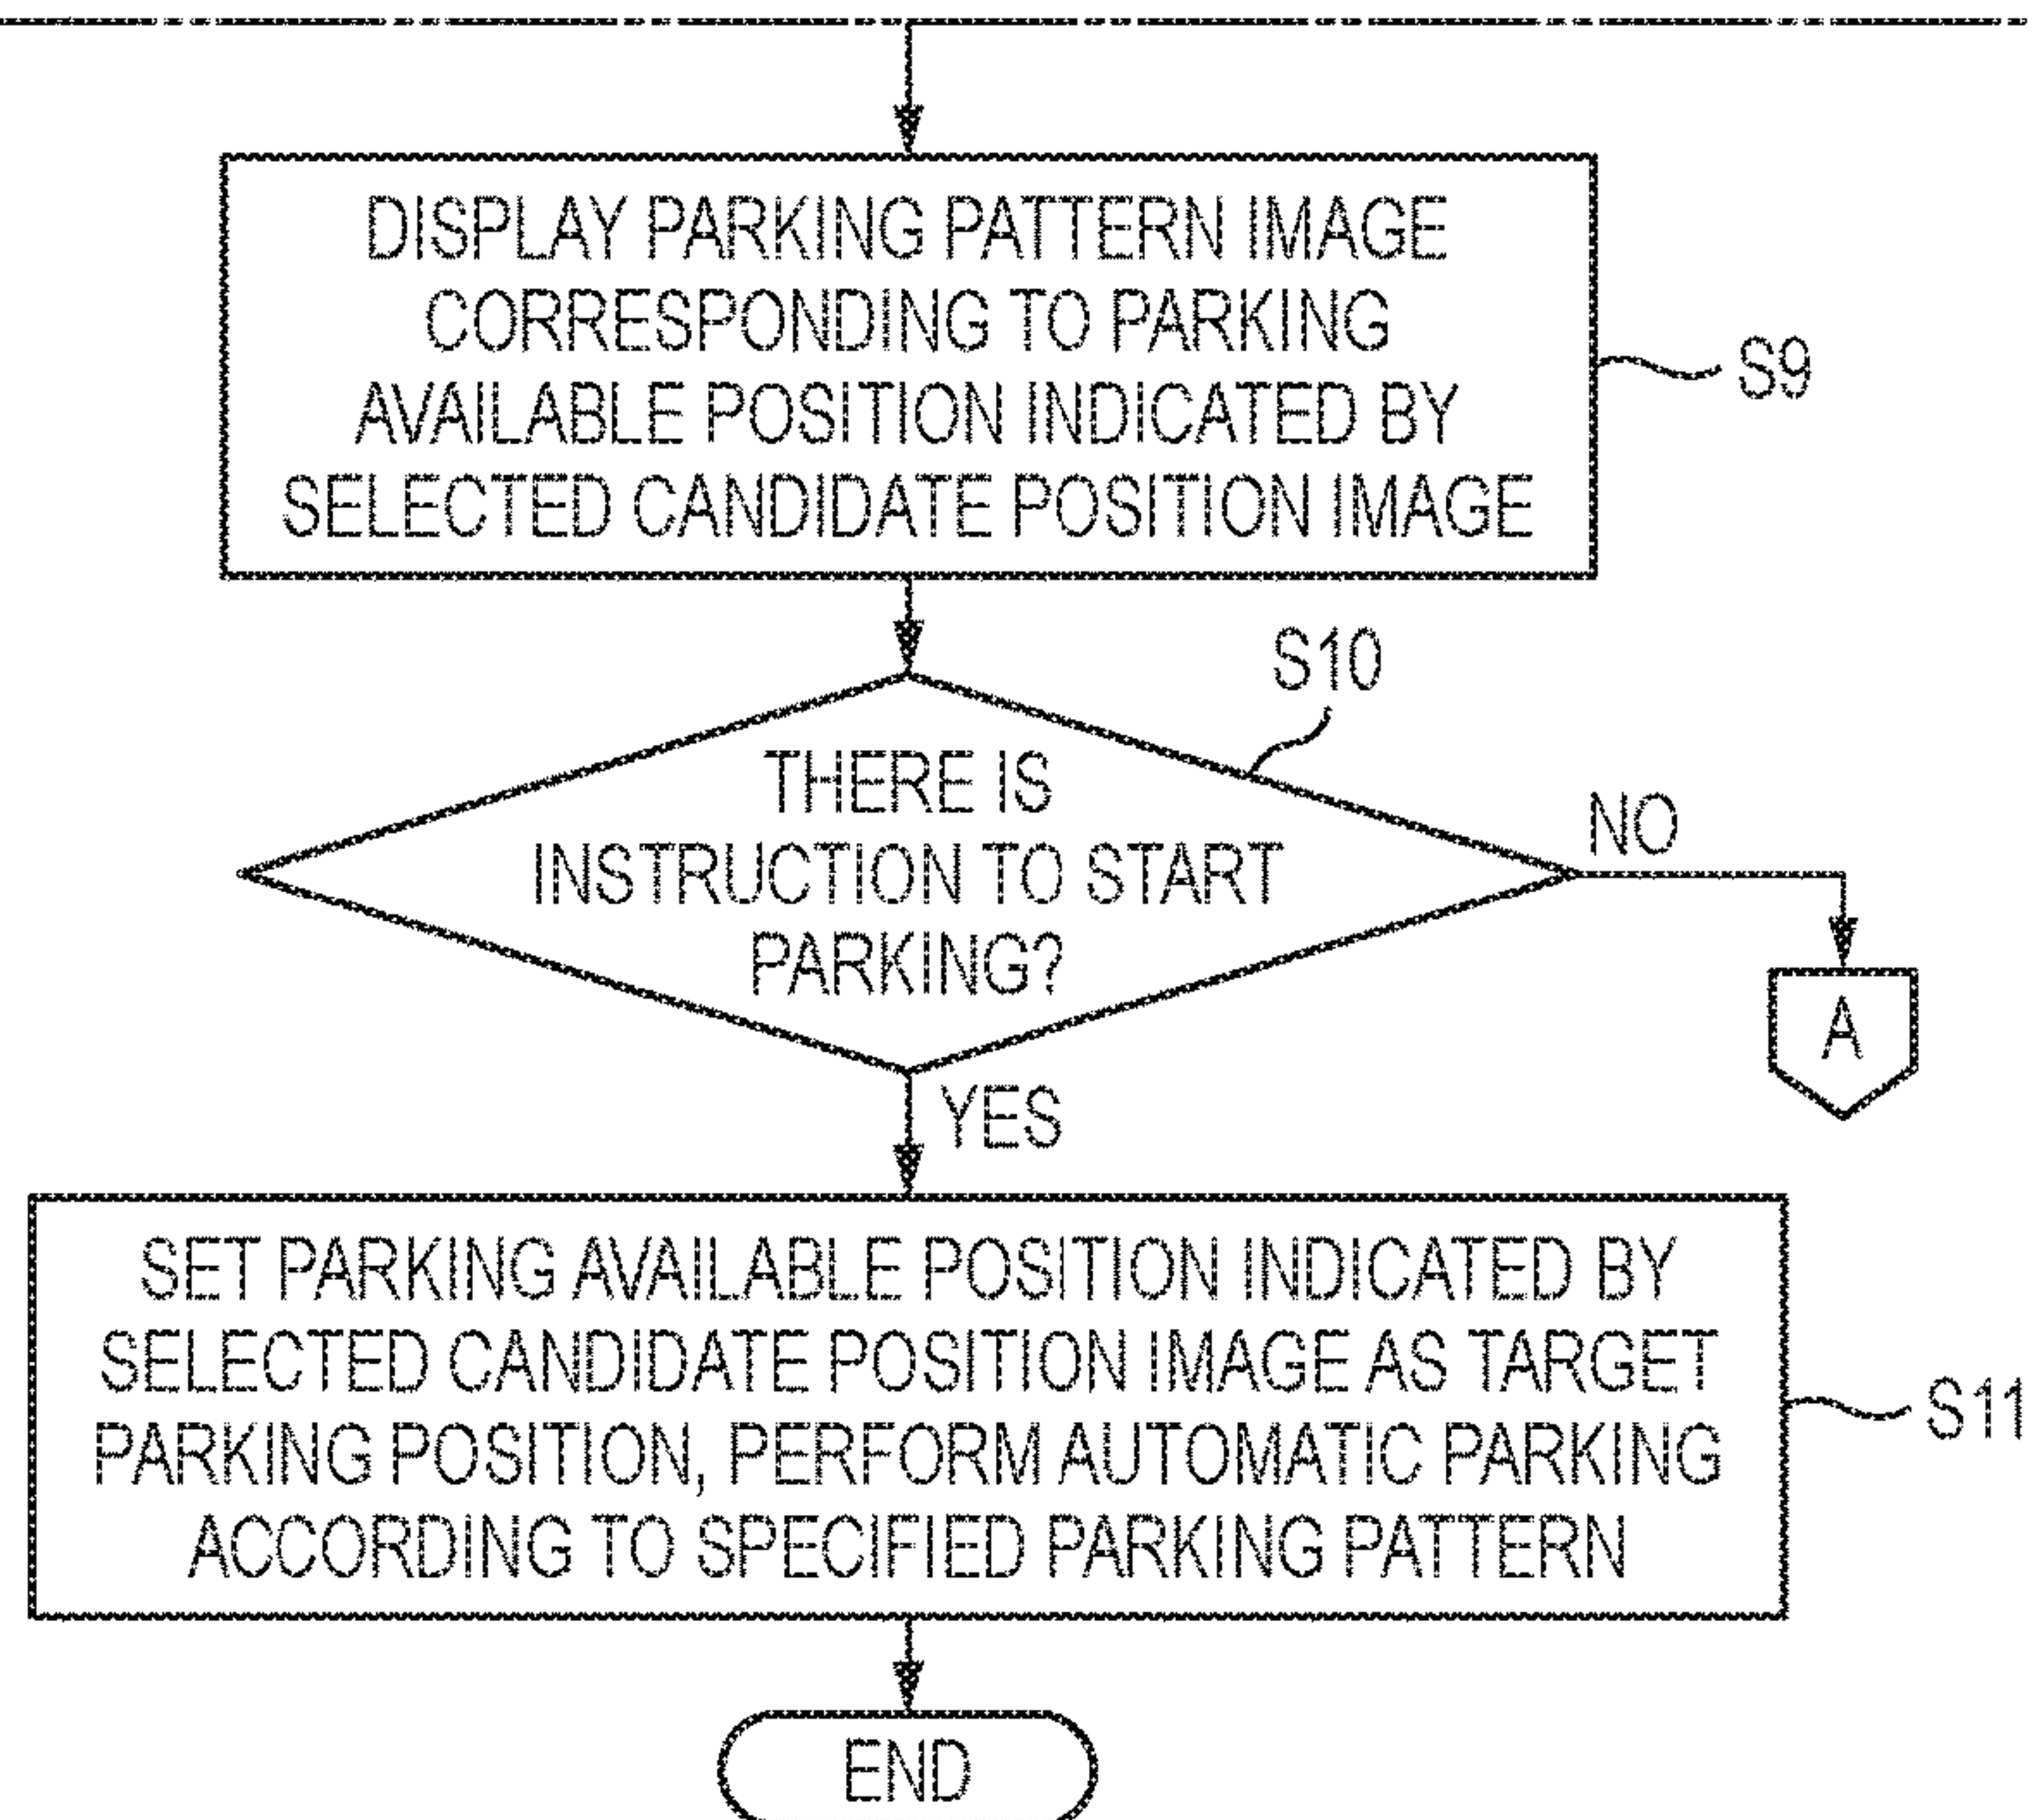 DISPLAY PARKING PATTERN IMAGE
CORRESPONDING TO PARKING
AVAILABLE POSITION INDICATED BY
SELECTED CANDIDATE POSITION IMAGE
S9
S10
THERE IS
INSTRUCTION TO START
PARKING?
NO
A
YES
SET PARKING AVAILABLE POSITION INDICATED BY
SELECTED CANDIDATE POSITION IMAGE AS TARGET
PARKING POSITION, PERFORM AUTOMATIC PARKING
ACCORDING TO SPECIFIED PARKING PATTERN
S11
END